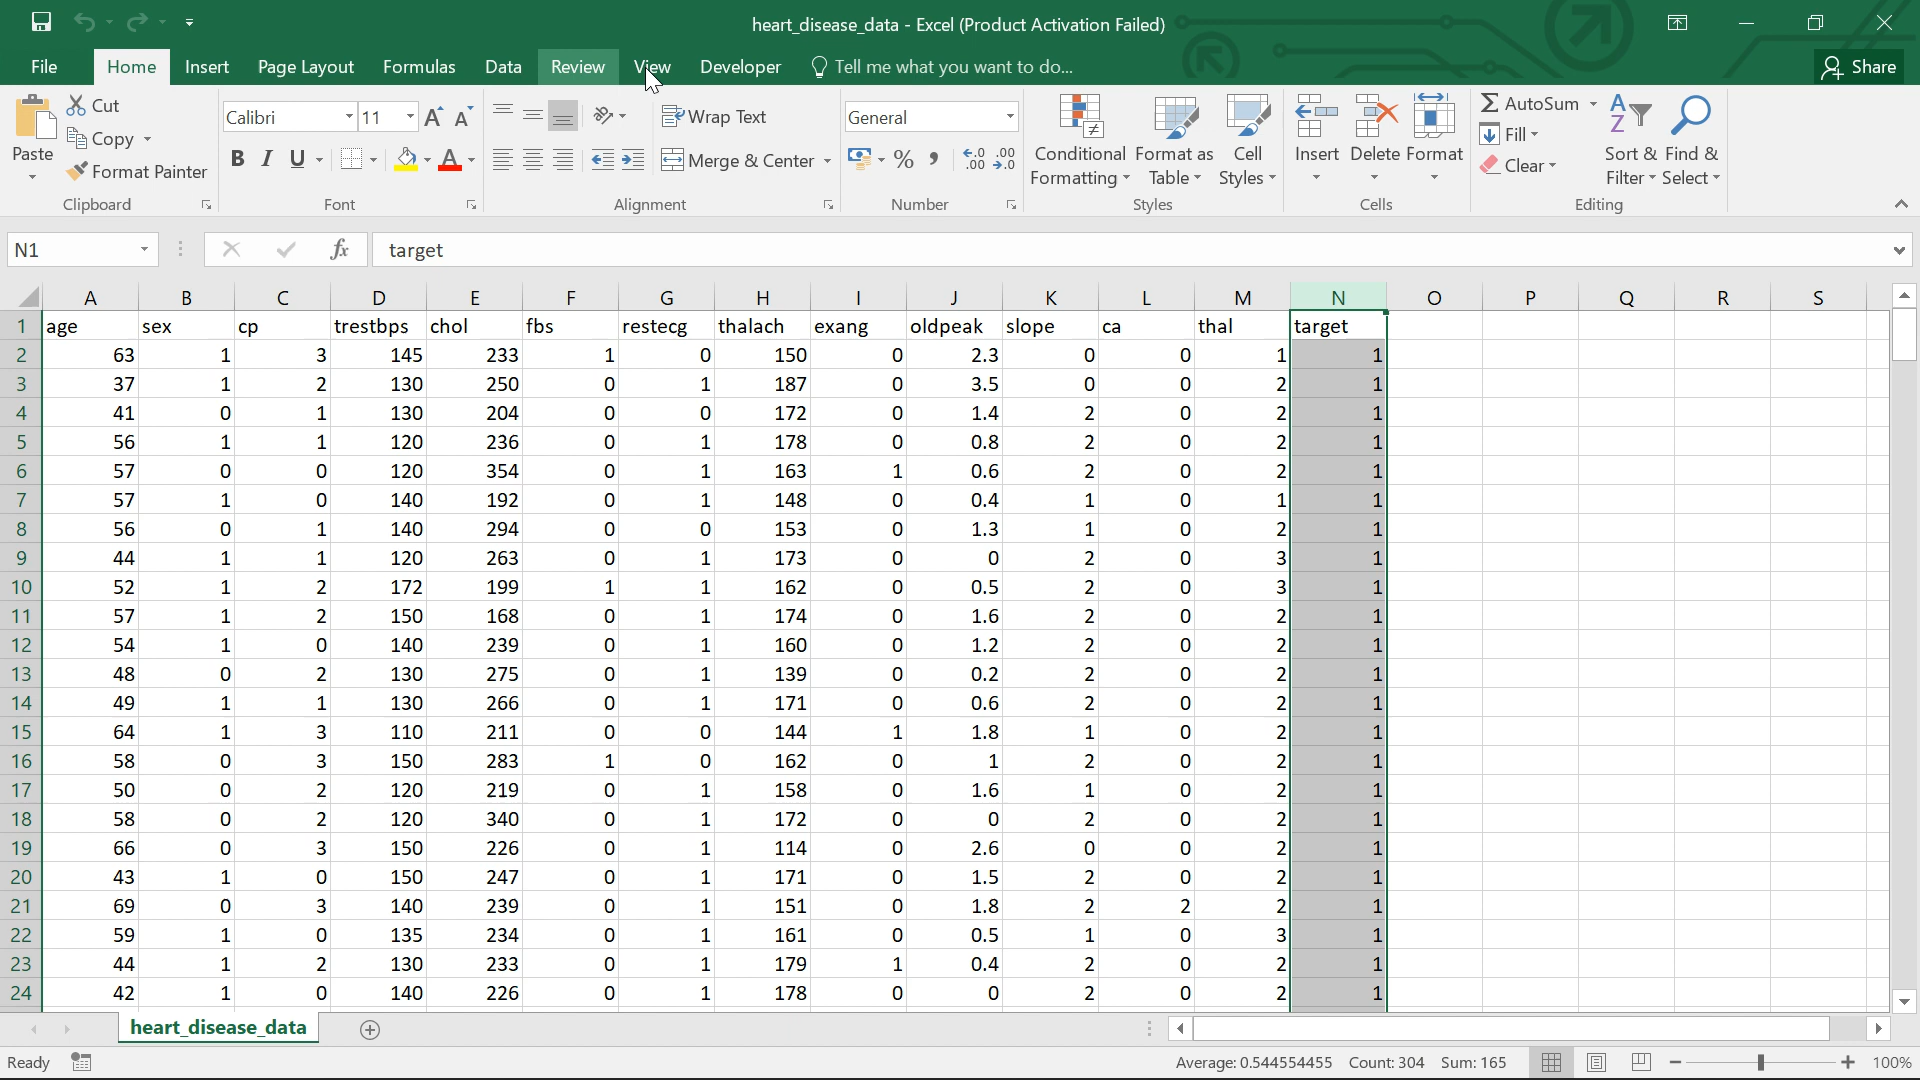 heart_disease_data - Excel (Product Activation Failed)
File Home Insert Page Layout Formulas Data Review View Developer Tell me what you want to do... Share
Paste
Cut
Copy
Format Painter
Clipboard
Calibri 11
B I U
Font
Wrap Text
Merge & Center
Alignment
General
% , .0 .00 .00 .0
Number
Conditional Formatting
Format as Table
Cell Styles
Styles
Insert Delete Format
Cells
AutoSum
Fill
Clear
Sort & Filter
Find & Select
Editing
N1 fx target
A B C D E F G H I J K L M N O P Q R S
1 age sex cp trestbps chol fbs restecg thalach exang oldpeak slope ca thal target
2 63 1 3 145 233 1 0 150 0 2.3 0 0 1 1
3 37 1 2 130 250 0 1 187 0 3.5 0 0 2 1
4 41 0 1 130 204 0 0 172 0 1.4 2 0 2 1
5 56 1 1 120 236 0 1 178 0 0.8 2 0 2 1
6 57 0 0 120 354 0 1 163 1 0.6 2 0 2 1
7 57 1 0 140 192 0 1 148 0 0.4 1 0 1 1
8 56 0 1 140 294 0 0 153 0 1.3 1 0 2 1
9 44 1 1 120 263 0 1 173 0 0 2 0 3 1
10 52 1 2 172 199 1 1 162 0 0.5 2 0 3 1
11 57 1 2 150 168 0 1 174 0 1.6 2 0 2 1
12 54 1 0 140 239 0 1 160 0 1.2 2 0 2 1
13 48 0 2 130 275 0 1 139 0 0.2 2 0 2 1
14 49 1 1 130 266 0 1 171 0 0.6 2 0 2 1
15 64 1 3 110 211 0 0 144 1 1.8 1 0 2 1
16 58 0 3 150 283 1 0 162 0 1 2 0 2 1
17 50 0 2 120 219 0 1 158 0 1.6 1 0 2 1
18 58 0 2 120 340 0 1 172 0 0 2 0 2 1
19 66 0 3 150 226 0 1 114 0 2.6 0 0 2 1
20 43 1 0 150 247 0 1 171 0 1.5 2 0 2 1
21 69 0 3 140 239 0 1 151 0 1.8 2 2 2 1
22 59 1 0 135 234 0 1 161 0 0.5 1 0 3 1
23 44 1 2 130 233 0 1 179 1 0.4 2 0 2 1
24 42 1 0 140 226 0 1 178 0 0 2 0 2 1
heart_disease_data
Ready Average: 0.544554455 Count: 304 Sum: 165 100%